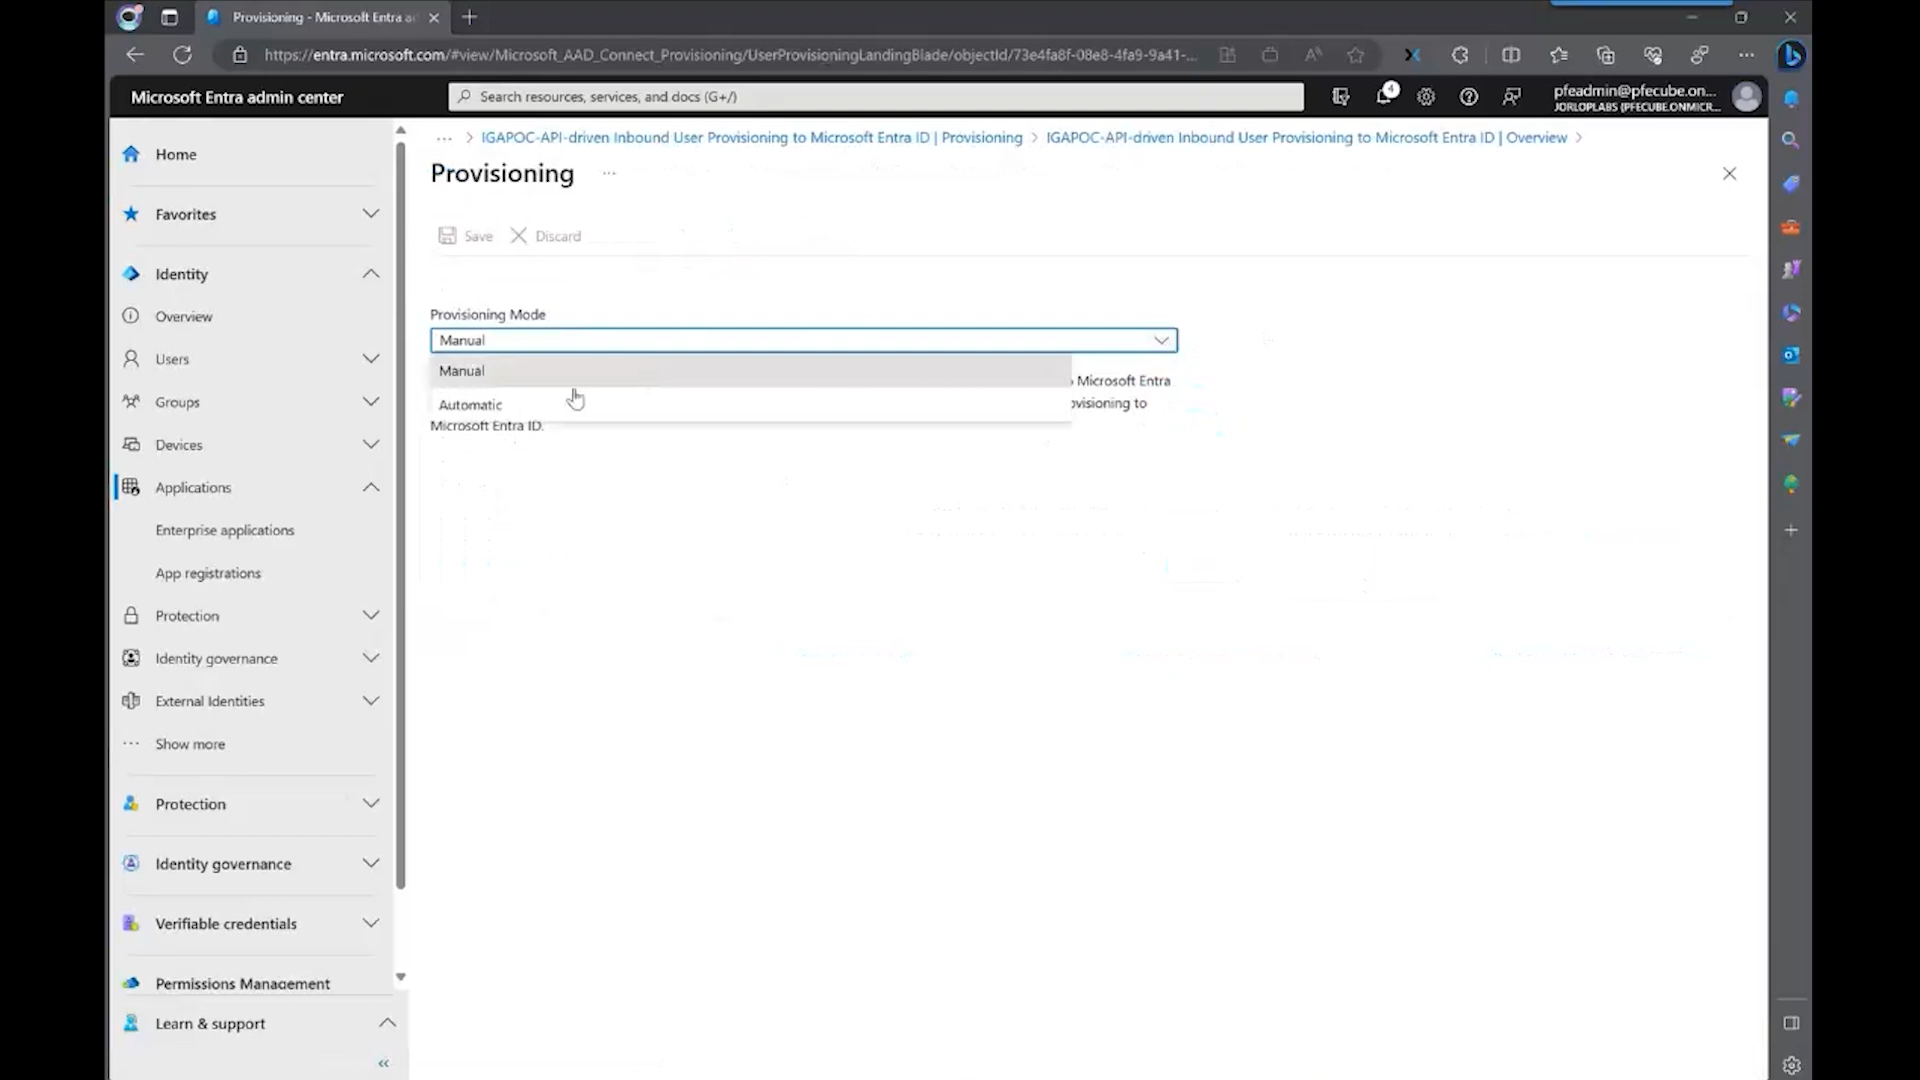 Provisioning - Microsoft Entra a
https://entra.microsoft.com/#view/Microsoft_AAD_Connect_Provisioning/UserProvisioningLandingBlade/objectId/73e4fa8f-08e8-4fa9-9a41-...
Microsoft Entra admin center
Search resources, services, and docs (G+/)
4
pfeadmin@pfecube.on...
JORLOPLABS (PFECUBE.ONMICR...
... > IGAPOC-API-driven Inbound User Provisioning to Microsoft Entra ID | Provisioning > IGAPOC-API-driven Inbound User Provisioning to Microsoft Entra ID | Overview >
Provisioning ...
Save Discard
Provisioning Mode
Manual
Manual
Automatic
Microsoft Entra
ovisioning to
Microsoft Entra ID.
Home
Favorites
Identity
Overview
Users
Groups
Devices
Applications
Enterprise applications
App registrations
Protection
Identity governance
External Identities
... Show more
Protection
Identity governance
Verifiable credentials
Permissions Management
Learn & support